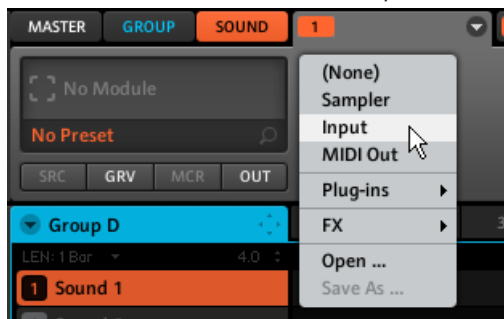 MASTER GROUP SOUND 1
No Module
No Preset
SRC GRV MCR OUT
(None)
Sampler
Input
MIDI Out
Plug-ins
FX
Open ...
Save As ...
Group D
3
LEN: 1 Bar 4.0
1 Sound 1